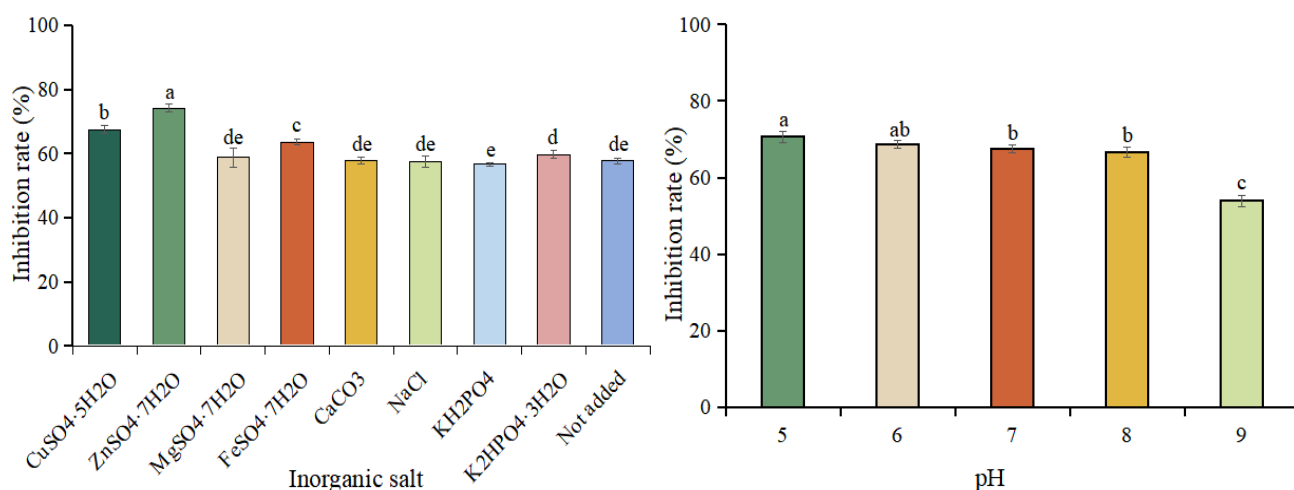 100
80
60
40
20
0
Inhibition rate (%)
b
a
de
c
de
de
e
d
de
CuSO4·5H2O
ZnSO4·7H2O
MgSO4·7H2O
FeSO4·7H2O
CaCO3
NaCl
KH2PO4
K2HPO4·3H2O
Not added
Inorganic salt
100
80
60
40
20
0
Inhibition rate (%)
a
ab
b
b
c
5
6
7
8
9
pH